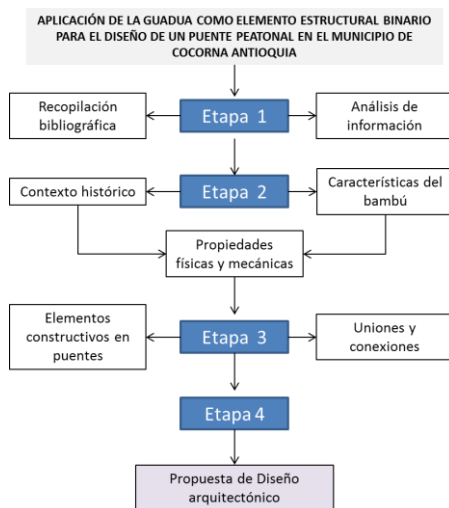 APLICACIÓN DE LA GUADUA COMO ELEMENTO ESTRUCTURAL BINARIO
PARA EL DISEÑO DE UN PUENTE PEATONAL EN EL MUNICIPIO DE
COCORNA ANTIOQUIA
Recopilación
bibliográfica
Etapa 1
Análisis de
información
Contexto histórico
Etapa 2
Características del
bambú
Propiedades
físicas y mecánicas
Elementos
constructivos en
puentes
Etapa 3
Uniones y
conexiones
Etapa 4
Propuesta de Diseño
arquitectónico